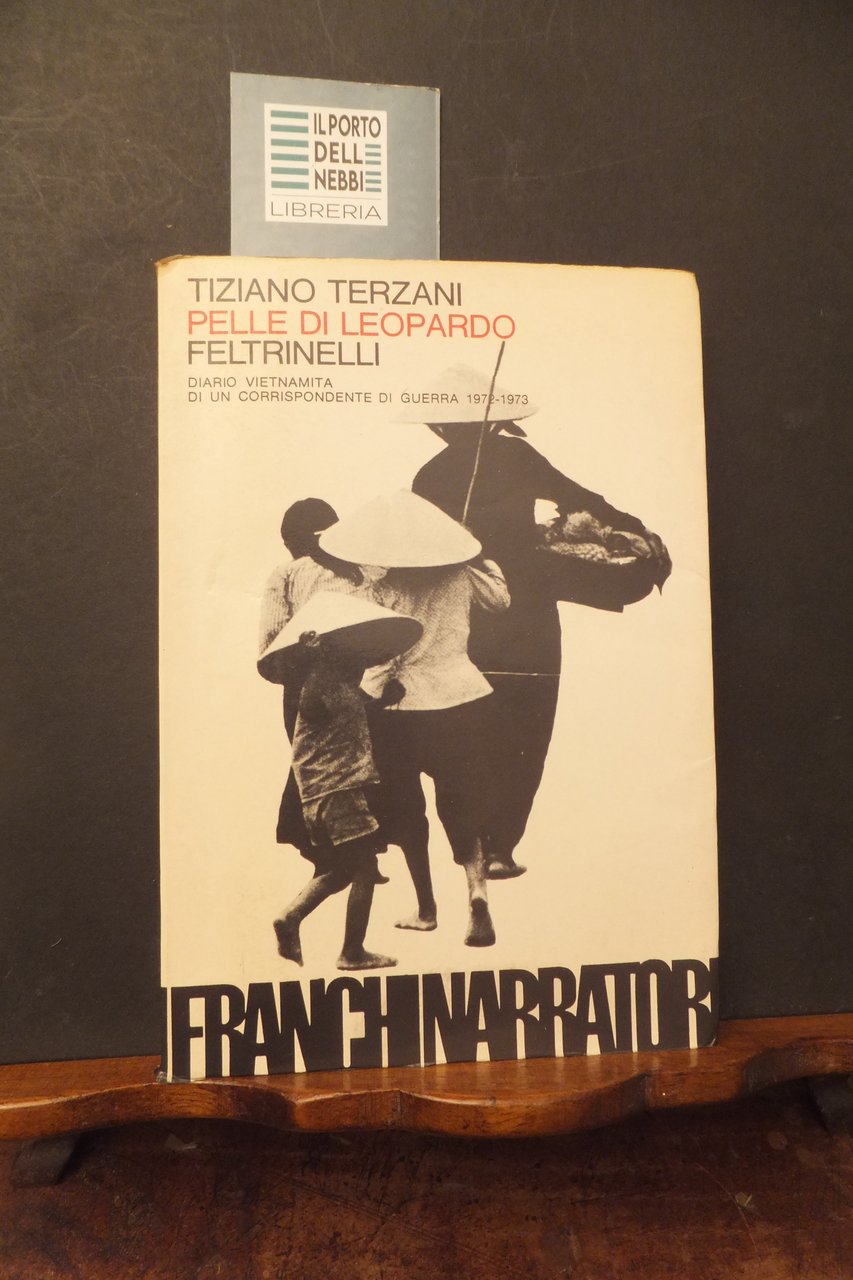 IL PORTO
DELL
NEBBI
LIBRERIA
TIZIANO TERZANI
PELLE DI LEOPARDO
FELTRINELLI
DIARIO VIETNAMITA
DI UN CORRISPONDENTE DI GUERRA 1972-1973
FRANCHI NARRATORI